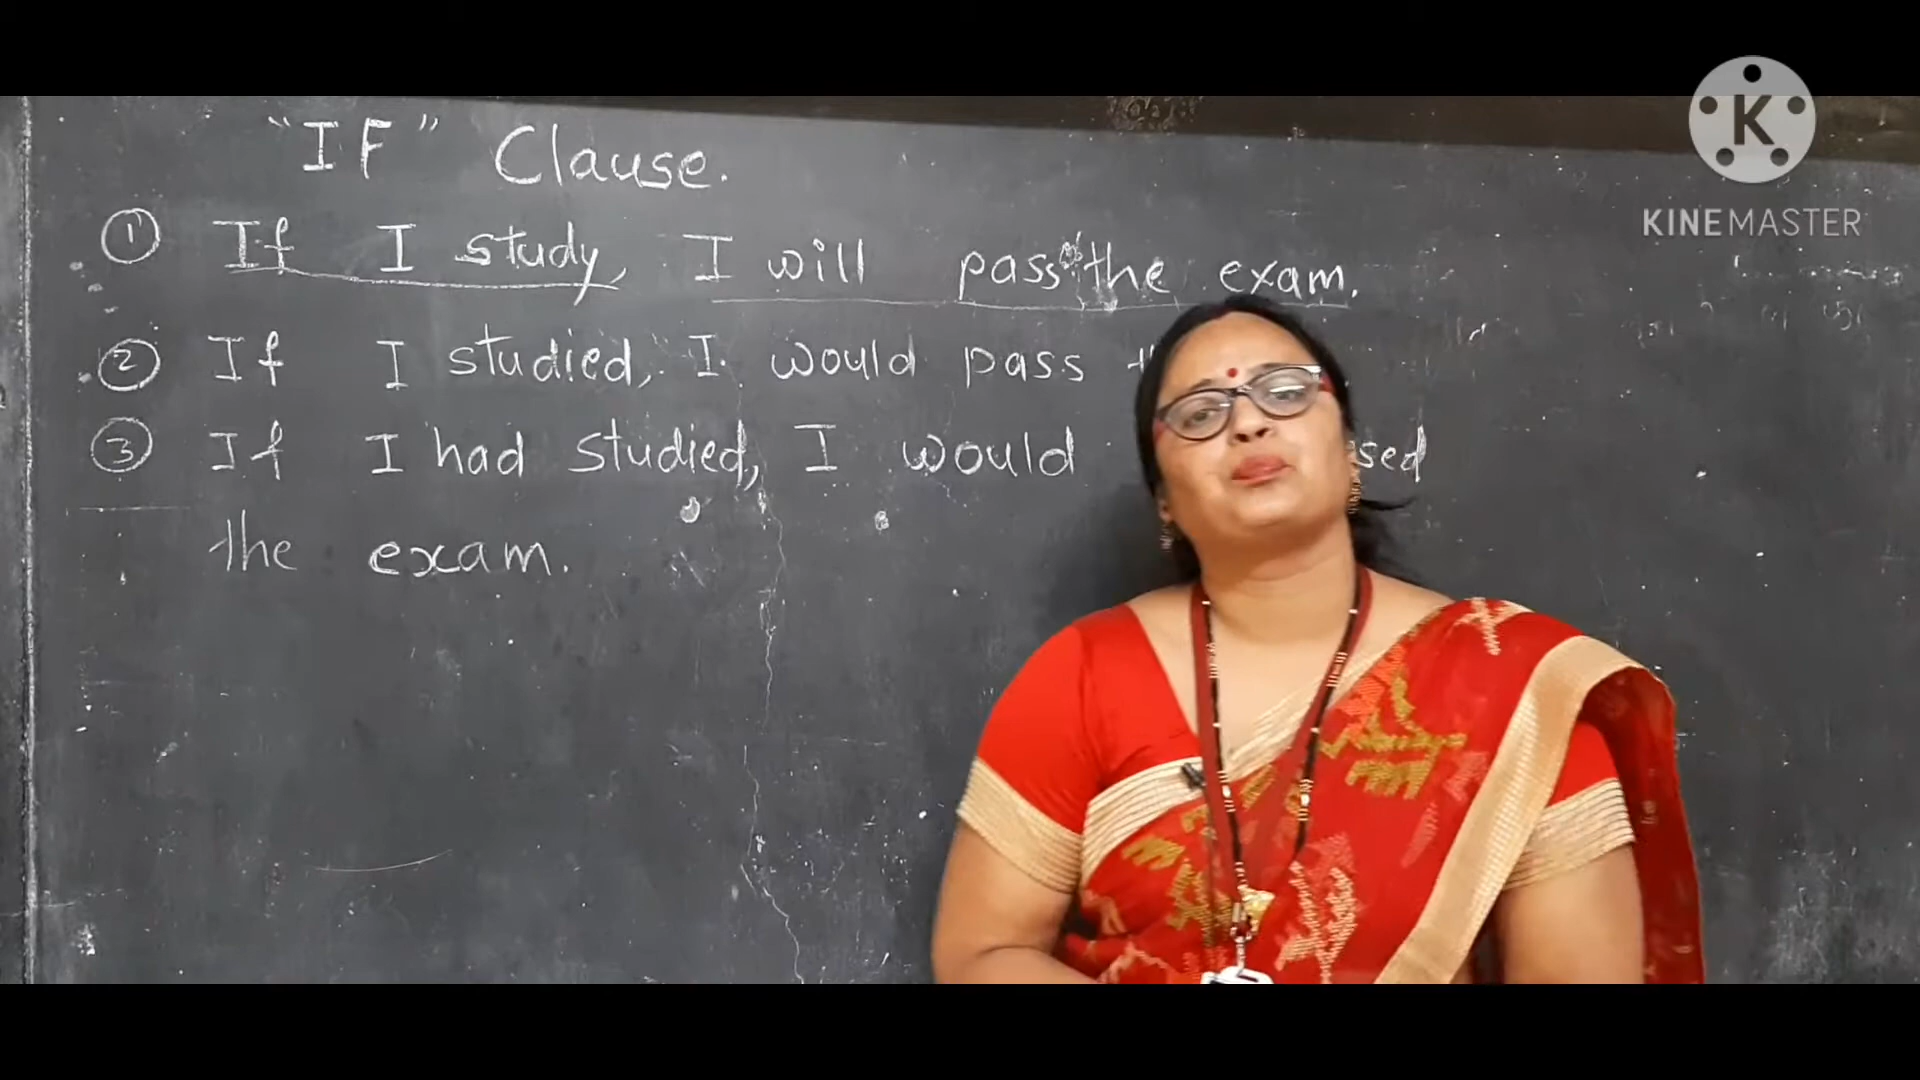 "IF" Clause.
① If I study, I will pass the exam.
② If I studied, I would pass
③ If I had studied, I would
the exam.
K
KINEMASTER